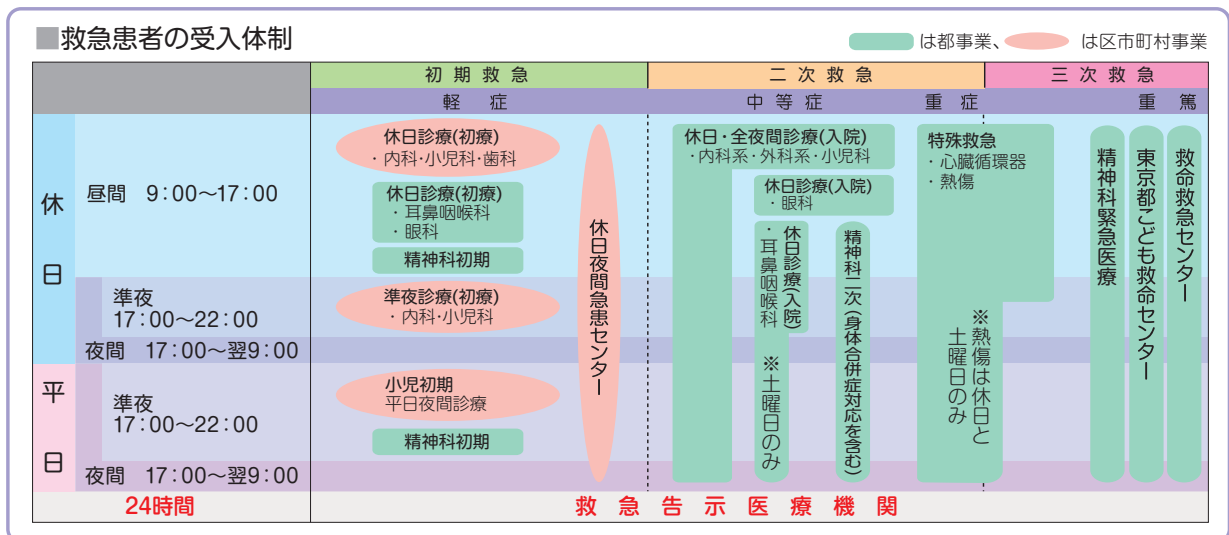 ■救急患者の受入体制
は都事業、 は区市町村事業
初期救急 二次救急 三次救急
軽症 中等症 重症 重篤
休日
昼間 9:00〜17:00
準夜
17:00〜22:00
夜間 17:00〜翌9:00
平日
準夜
17:00〜22:00
夜間 17:00〜翌9:00
24時間
休日診療(初療)
・内科・小児科・歯科
休日診療(初療)
・耳鼻咽喉科
・眼科
精神科初期
準夜診療(初療)
・内科・小児科
小児初期
平日夜間診療
精神科初期
休日夜間急患センター
休日・全夜間診療(入院)
・内科系・外科系・小児科
休日診療(入院)
・眼科
休日診療(入院)
・耳鼻咽喉科
※土曜日のみ
精神科二次(身体合併症対応を含む)
特殊救急
・心臓循環器
・熱傷
※熱傷は休日と
土曜日のみ
精神科緊急医療
東京都こども救命センター
救命救急センター
救急告示医療機関